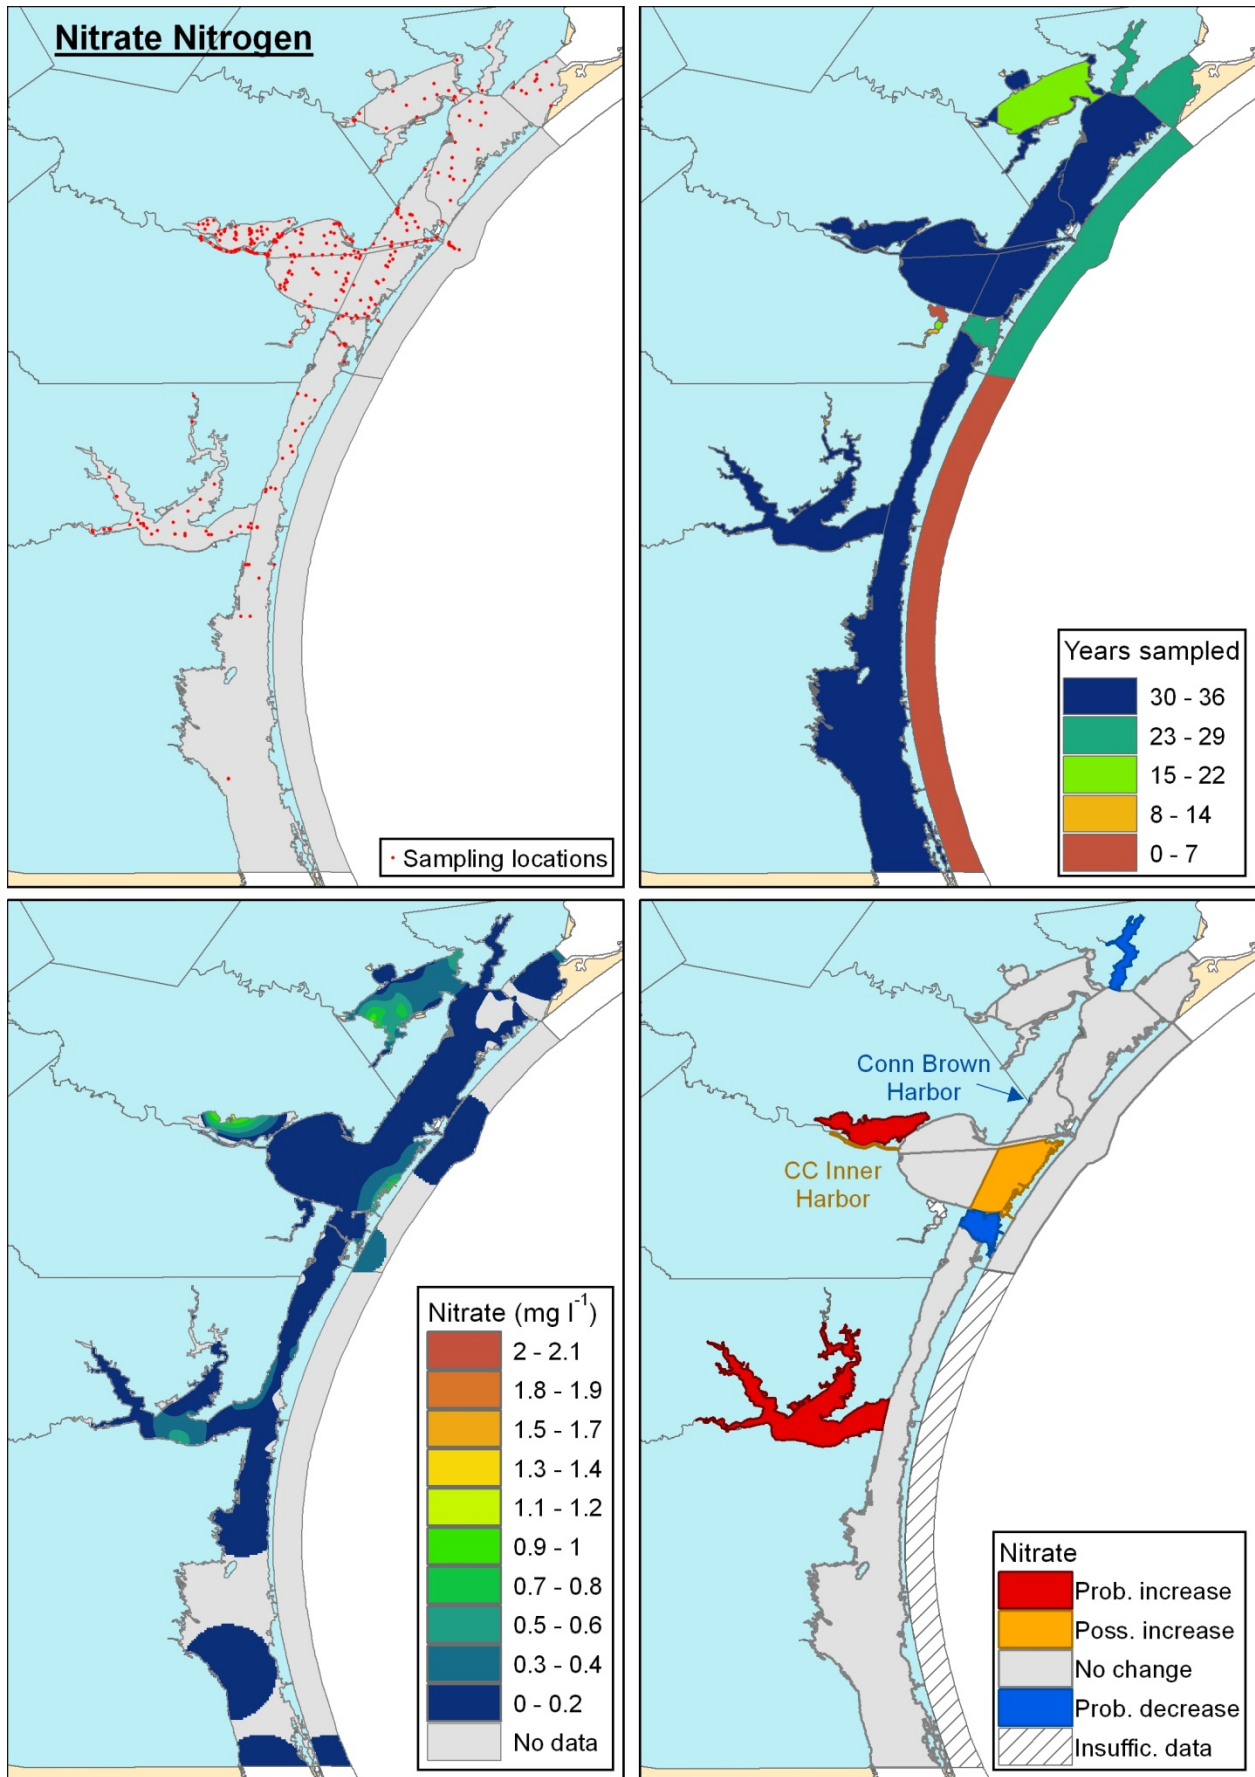 Nitrate Nitrogen
· Sampling locations
Years sampled
30 - 36
23 - 29
15 - 22
8 - 14
0 - 7
Nitrate (mg l⁻¹)
2 - 2.1
1.8 - 1.9
1.5 - 1.7
1.3 - 1.4
1.1 - 1.2
0.9 - 1
0.7 - 0.8
0.5 - 0.6
0.3 - 0.4
0 - 0.2
No data
Conn Brown
Harbor
CC Inner
Harbor
Nitrate
Prob. increase
Poss. increase
No change
Prob. decrease
Insuffic. data